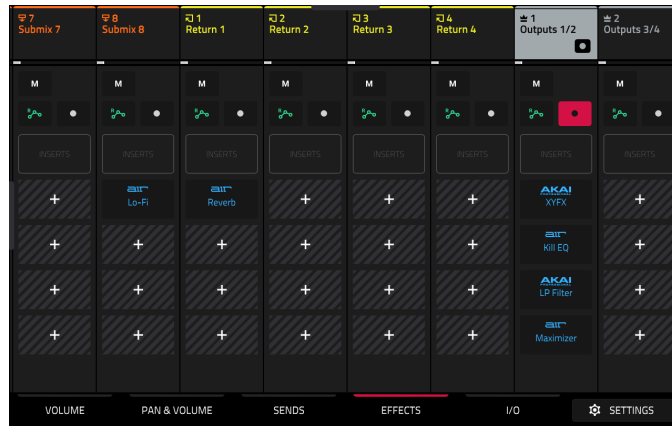 7
Submix 7
8
Submix 8
1
Return 1
2
Return 2
3
Return 3
4
Return 4
1
Outputs 1/2
2
Outputs 3/4
M M M M M M M M
R R R R R R R R
INSERTS INSERTS INSERTS INSERTS INSERTS INSERTS INSERTS INSERTS
+ air Lo-Fi air Reverb + + + AKAI PROFESSIONAL XYFX +
+ + + + + + air Kill EQ +
+ + + + + + AKAI PROFESSIONAL LP Filter +
+ + + + + + air Maximizer +
VOLUME PAN & VOLUME SENDS EFFECTS I/O SETTINGS